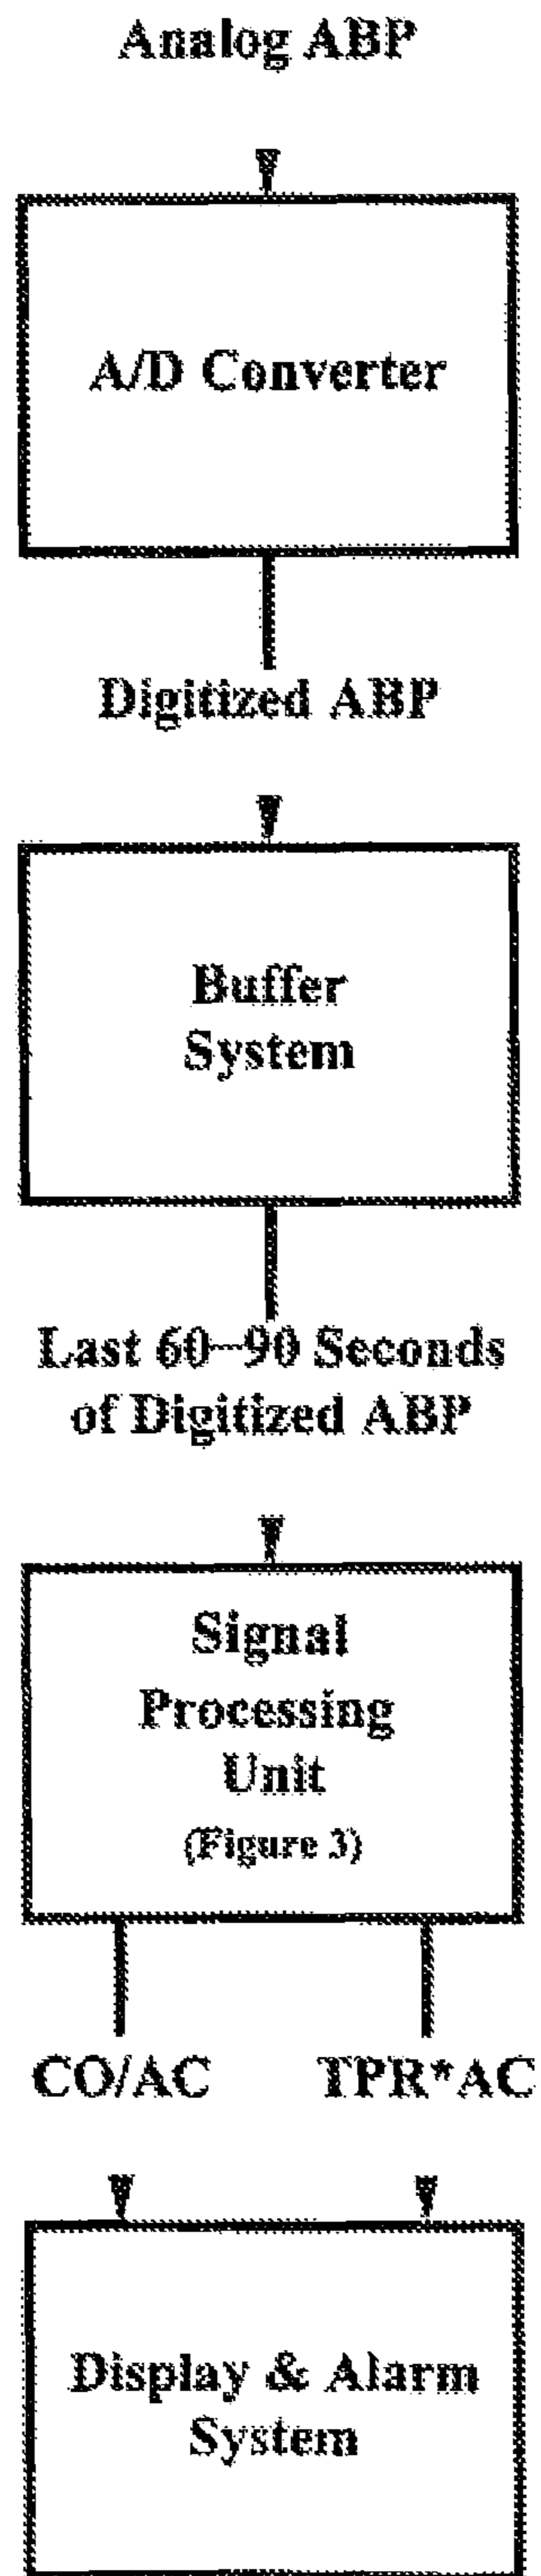 Analog ABP
A/D Converter
Digitized ABP
Buffer
System
Last 60–90 Seconds
of Digitized ABP
Signal
Processing
Unit
(Figure 3)
CO/AC TPR*AC
Display & Alarm
System